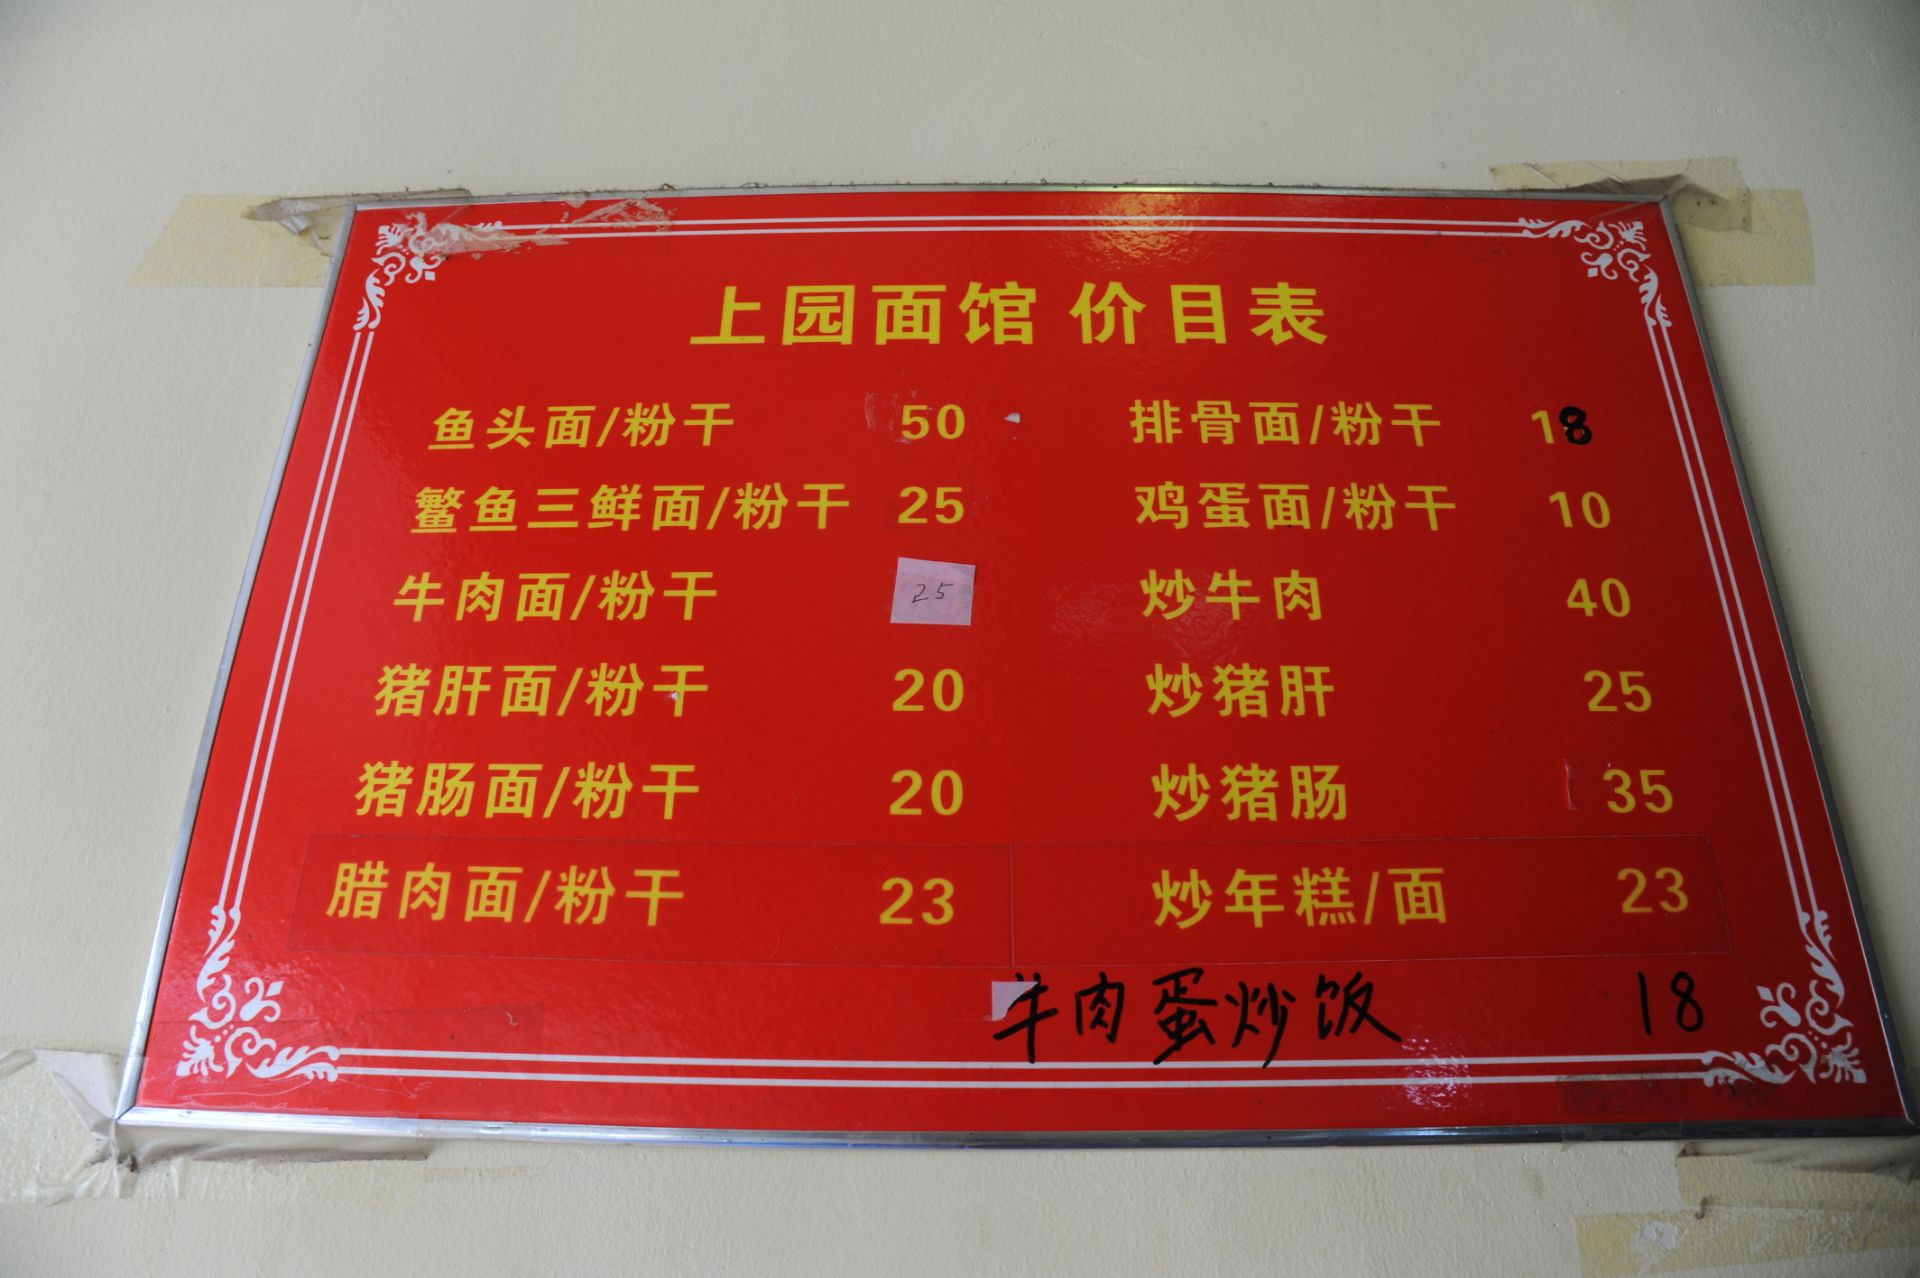 上园面馆 价目表
鱼头面/粉干 50 排骨面/粉干 18
鳘鱼三鲜面/粉干 25 鸡蛋面/粉干 10
牛肉面/粉干 25 炒牛肉 40
猪肝面/粉干 20 炒猪肝 25
猪肠面/粉干 20 炒猪肠 35
腊肉面/粉干 23 炒年糕/面 23
牛肉蛋炒饭 18